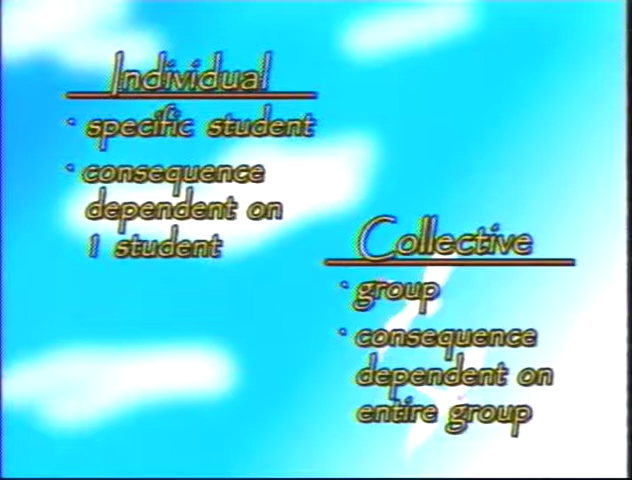 Individual
· specific student
· consequence
dependent on
1 student
Collective
· group
· consequence
dependent on
entire group